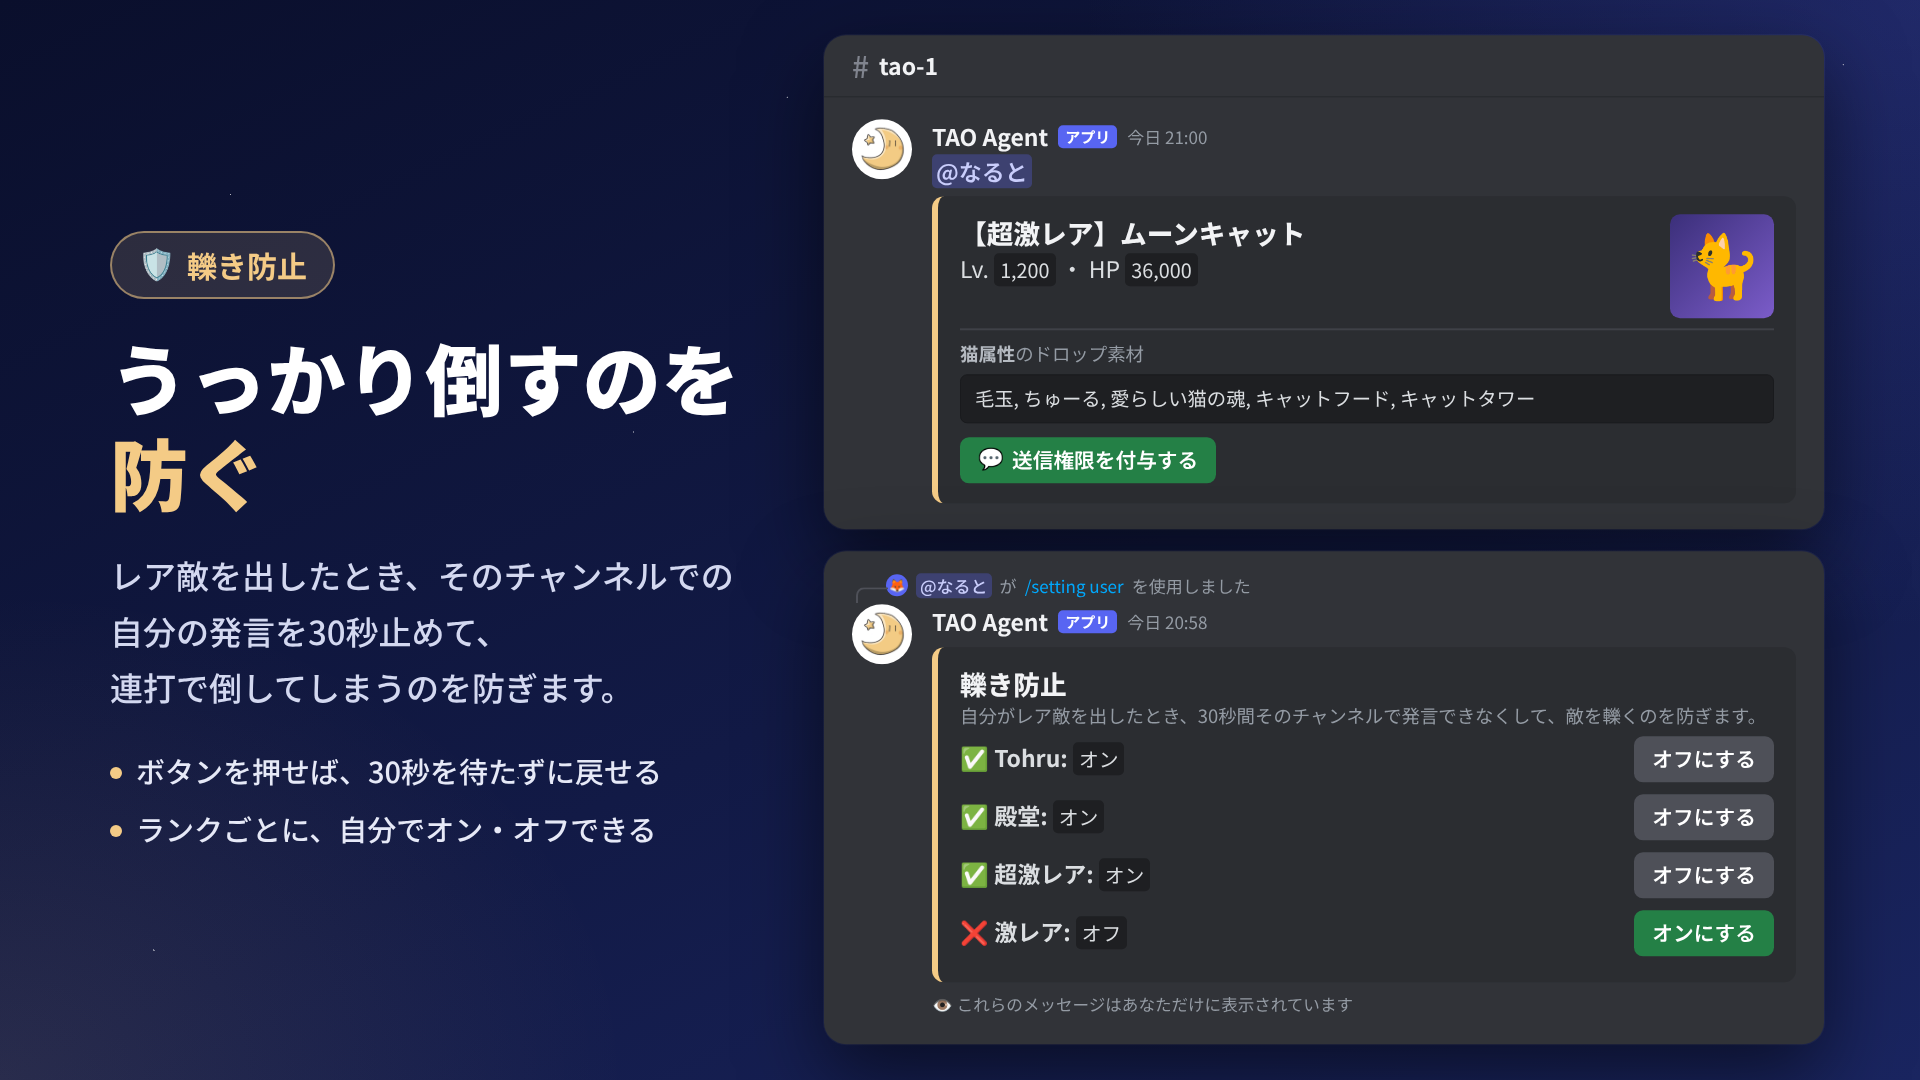 🛡️ 轢き防止
うっかり倒すのを
防ぐ
レア敵を出したとき、そのチャンネルでの
自分の発言を30秒止めて、
連打で倒してしまうのを防ぎます。
ボタンを押せば、30秒を待たずに戻せる
ランクごとに、自分でオン・オフできる
# tao-1
TAO Agent アプリ 今日 21:00
@なると
【超激レア】ムーンキャット
Lv. 1,200 ・ HP 36,000
猫属性のドロップ素材
毛玉, ちゅーる, 愛らしい猫の魂, キャットフード, キャットタワー
💬 送信権限を付与する
@なると が /setting user を使用しました
TAO Agent アプリ 今日 20:58
轢き防止
自分がレア敵を出したとき、30秒間そのチャンネルで発言できなくして、敵を轢くのを防ぎます。
✅ Tohru: オン オフにする
✅ 殿堂: オン オフにする
✅ 超激レア: オン オフにする
❌ 激レア: オフ オンにする
👁️ これらのメッセージはあなただけに表示されています